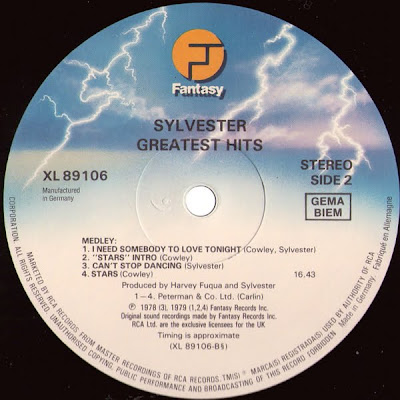 Fantasy
SYLVESTER
GREATEST HITS
XL 89106
Manufactured
in Germany
STEREO
SIDE 2
GEMA
BIEM
MEDLEY:
1. I NEED SOMEBODY TO LOVE TONIGHT (Cowley, Sylvester)
2. "STARS" INTRO (Cowley)
3. CAN'T STOP DANCING (Sylvester)
4. STARS (Cowley) 16.43
Produced by Harvey Fuqua and Sylvester
1–4. Peterman & Co. Ltd. (Carlin)
℗ 1978 (3), 1979 (1,2,4) Fantasy Records Inc.
Original sound recordings made by Fantasy Records Inc.
RCA Ltd. are the exclusive licensees for the UK
Timing is approximate
(XL 89106-B§)
CORPORATION. ALL RIGHTS RESERVED.
MARKETED BY RCA RECORDS FROM MASTER RECORDINGS OF RCA RECORDS. TM(S) ® MARCA(S) REGISTRADA(S) USED BY AUTHORITY OF RCA
UNAUTHORISED COPYING, PUBLIC PERFORMANCE AND BROADCASTING OF THIS RECORD FORBIDDEN
Made in Germany. Fabriqué en Allemagne